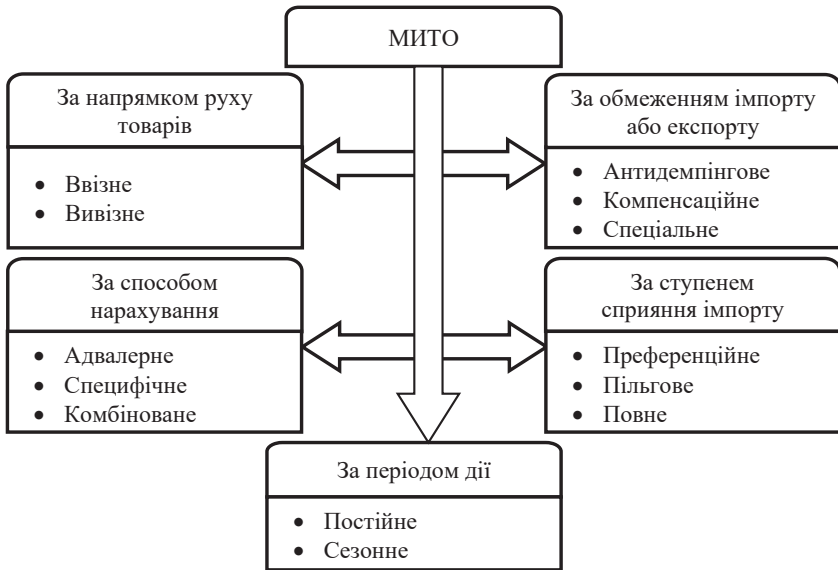 МИТО
За напрямком руху
товарів
• Ввізне
• Вивізне
За обмеженням імпорту
або експорту
• Антидемпінгове
• Компенсаційне
• Спеціальне
За способом
нарахування
• Адвалерне
• Специфічне
• Комбіноване
За ступенем
сприяння імпорту
• Преференційне
• Пільгове
• Повне
За періодом дії
• Постійне
• Сезонне